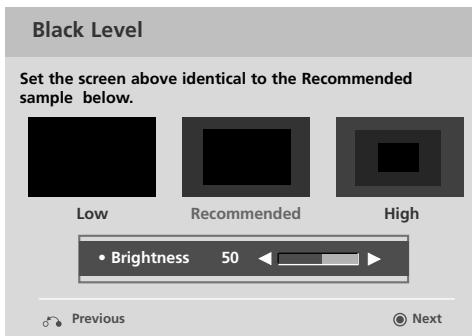 Black Level
Set the screen above identical to the Recommended
sample below.
Low Recommended High
• Brightness 50 ◀ ▶
Previous Next